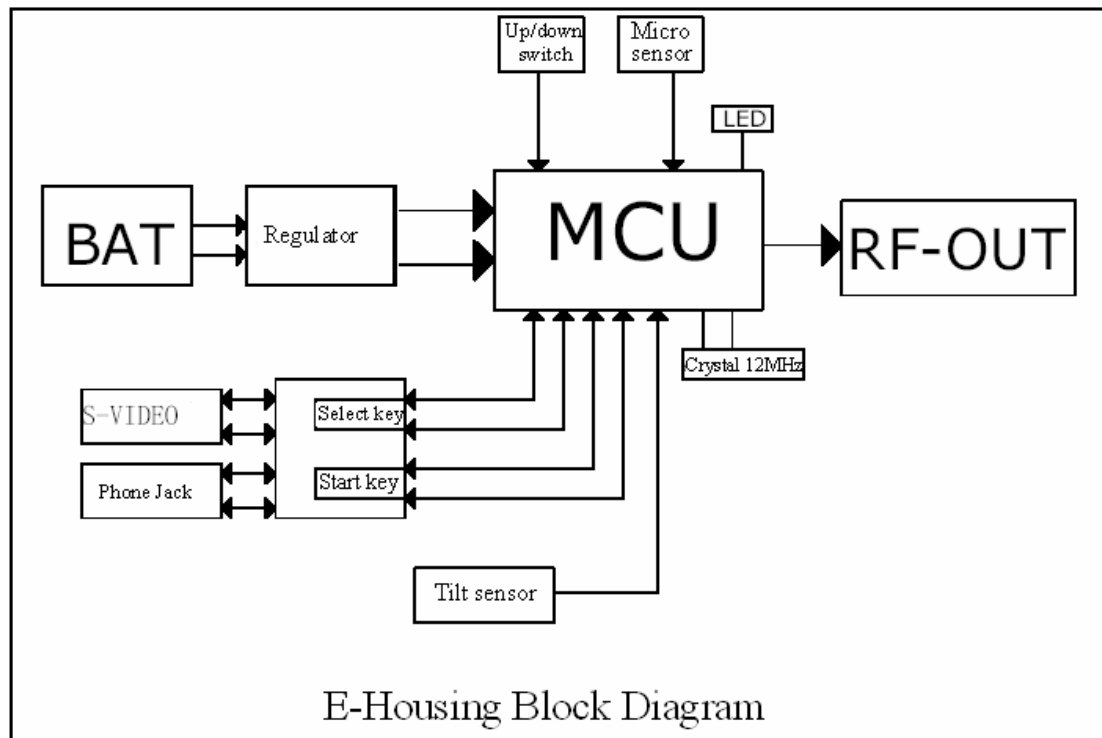 Up/down
switch
Micro
sensor
LED
BAT
Regulator
MCU
RF-OUT
Crystal 12MHz
S-VIDEO
Select key
Phone Jack
Start key
Tilt sensor
E-Housing Block Diagram